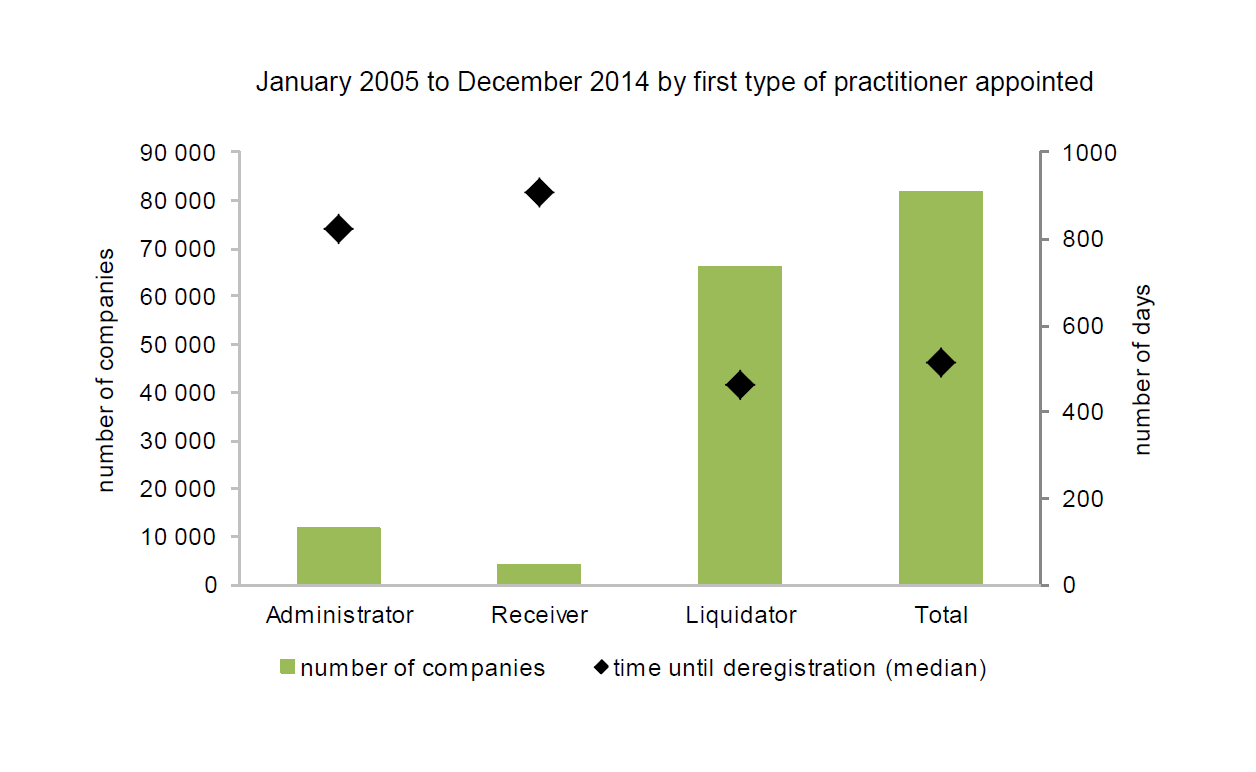 January 2005 to December 2014 by first type of practitioner appointed
90 000
80 000
70 000
60 000
50 000
40 000
30 000
20 000
10 000
0
number of companies
1000
800
600
400
200
0
number of days
Administrator
Receiver
Liquidator
Total
number of companies
time until deregistration (median)